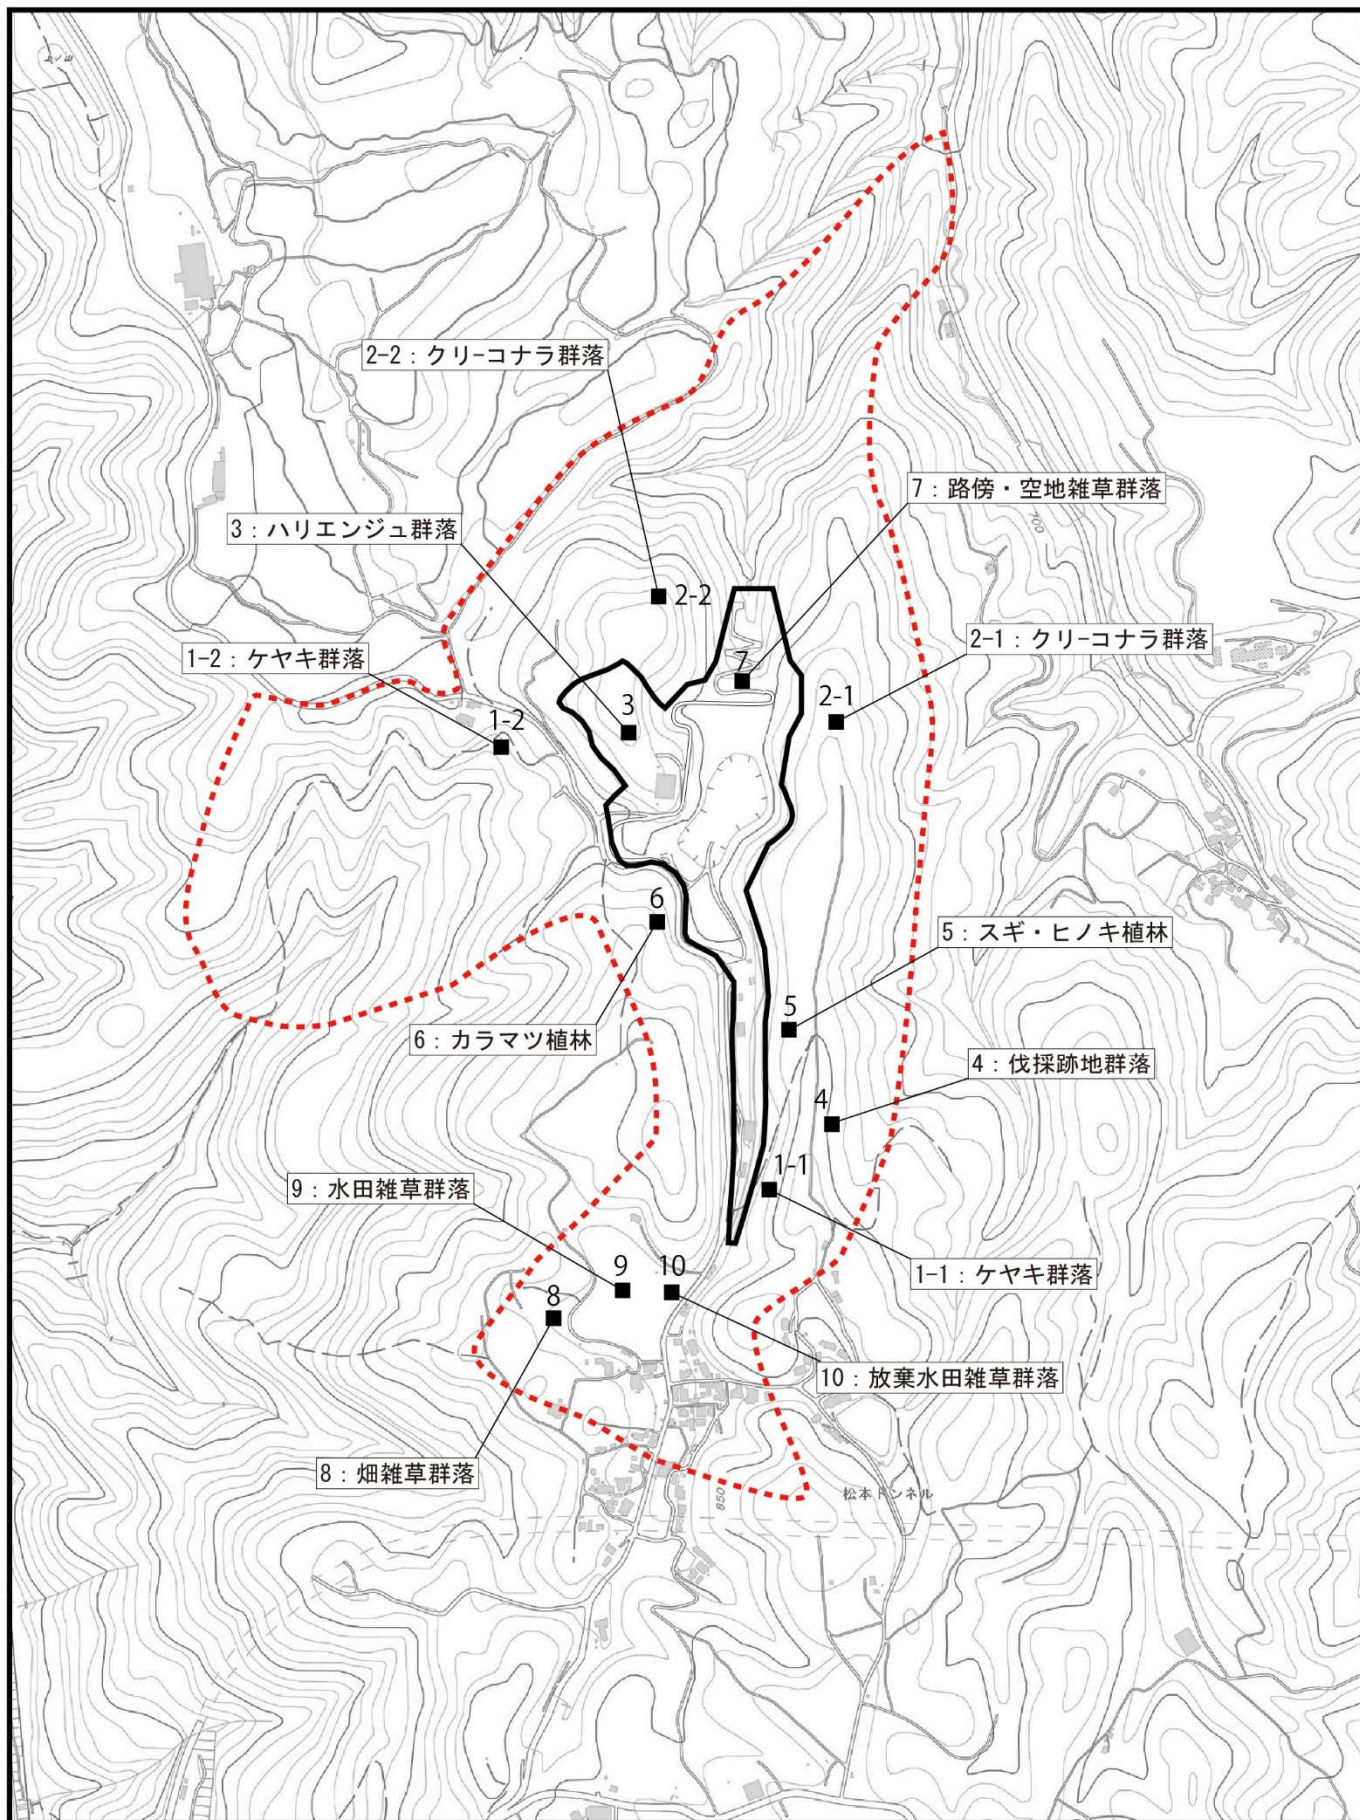 上ノ山
2-2：クリ-コナラ群落
7：路傍・空地雑草群落
3：ハリエンジュ群落
700
2-2
2-1：クリ-コナラ群落
1-2：ケヤキ群落
7
2-1
3
1-2
6
5：スギ・ヒノキ植林
5
6：カラマツ植林
4：伐採跡地群落
4
9：水田雑草群落
1-1
1-1：ケヤキ群落
9
10
8
10：放棄水田雑草群落
8：畑雑草群落
850
松本トンネル